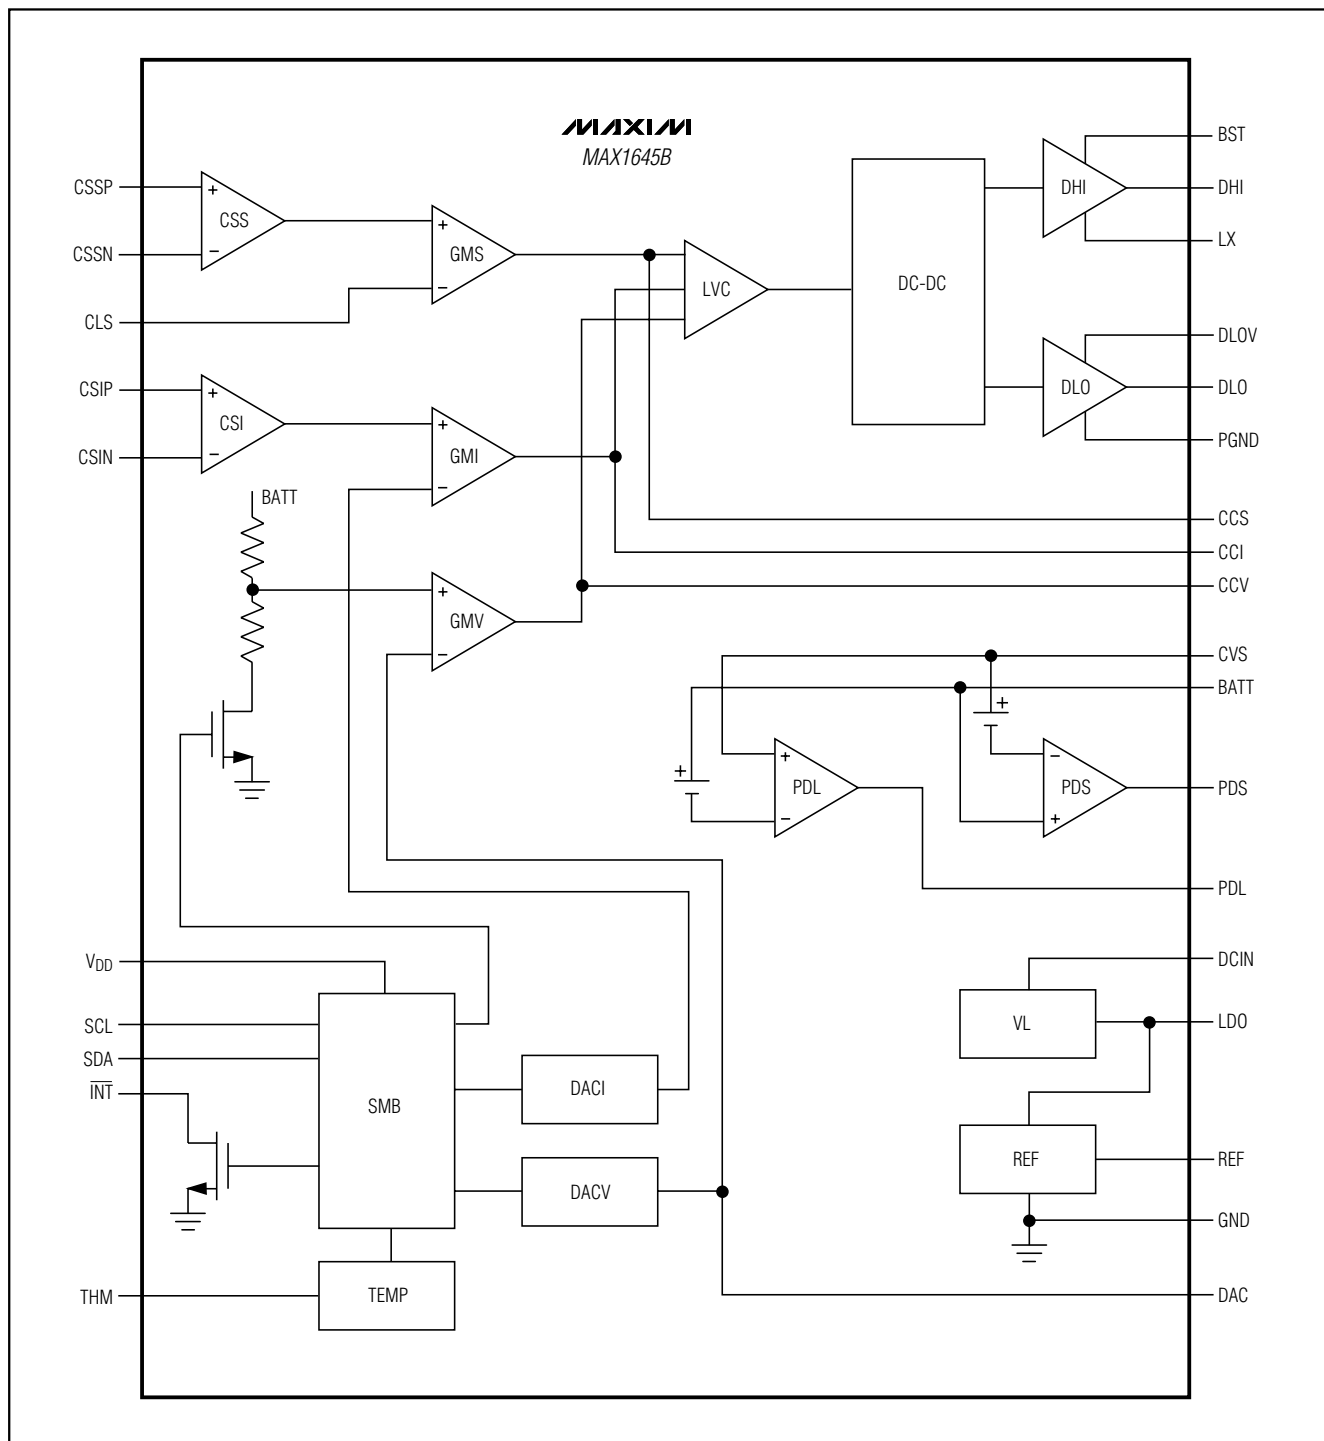 MAXIM
MAX1645B
CSSP
CSSN
CLS
CSIP
CSIN
+
CSS
−
+
GMS
−
+
CSI
−
+
GMI
−
BATT
+
GMV
−
LVC
DC-DC
DHI
DLO
BST
DHI
LX
DLOV
DLO
PGND
CCS
CCI
CCV
CVS
BATT
+
+
+
PDL
−
−
PDS
+
PDS
PDL
VDD
SCL
SDA
INT
THM
SMB
DACI
DACV
TEMP
VL
REF
DCIN
LDO
REF
GND
DAC